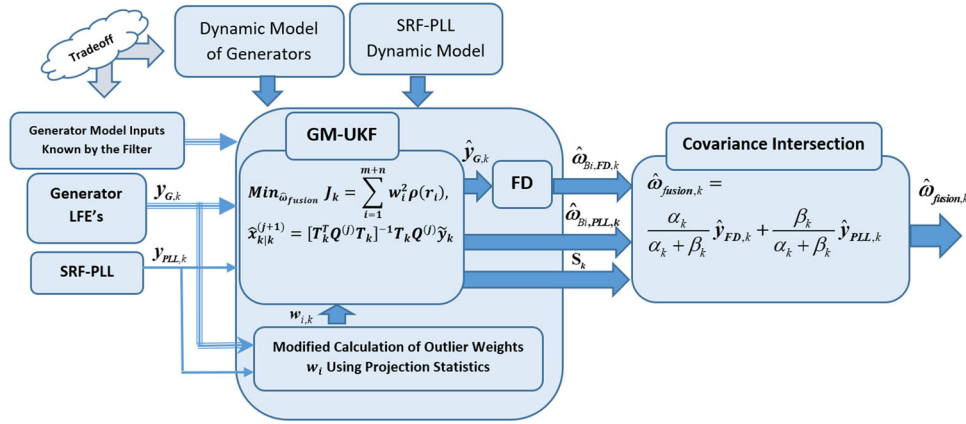 Tradeoff
Dynamic Model
of Generators
SRF-PLL
Dynamic Model
Generator Model Inputs
Known by the Filter
Generator
LFE's
SRF-PLL
y_{G,k}
y_{PLL,k}
GM-UKF
Min_{ω̂_{fusion}} J_k = ∑_{i=1}^{m+n} w_i^2 ρ(r_i),
x̂_{k|k}^{(j+1)} = [T_k^T Q^{(j)} T_k]^{-1} T_k Q^{(j)} ỹ_k
w_{i,k}
Modified Calculation of Outlier Weights
w_i Using Projection Statistics
ŷ_{G,k}
FD
ω̂_{Bi,FD,k}
ω̂_{Bi,PLL,k}
S_k
Covariance Intersection
ω̂_{fusion,k} =
α_k/(α_k + β_k) ŷ_{FD,k} + β_k/(α_k + β_k) ŷ_{PLL,k}
ω̂_{fusion,k}